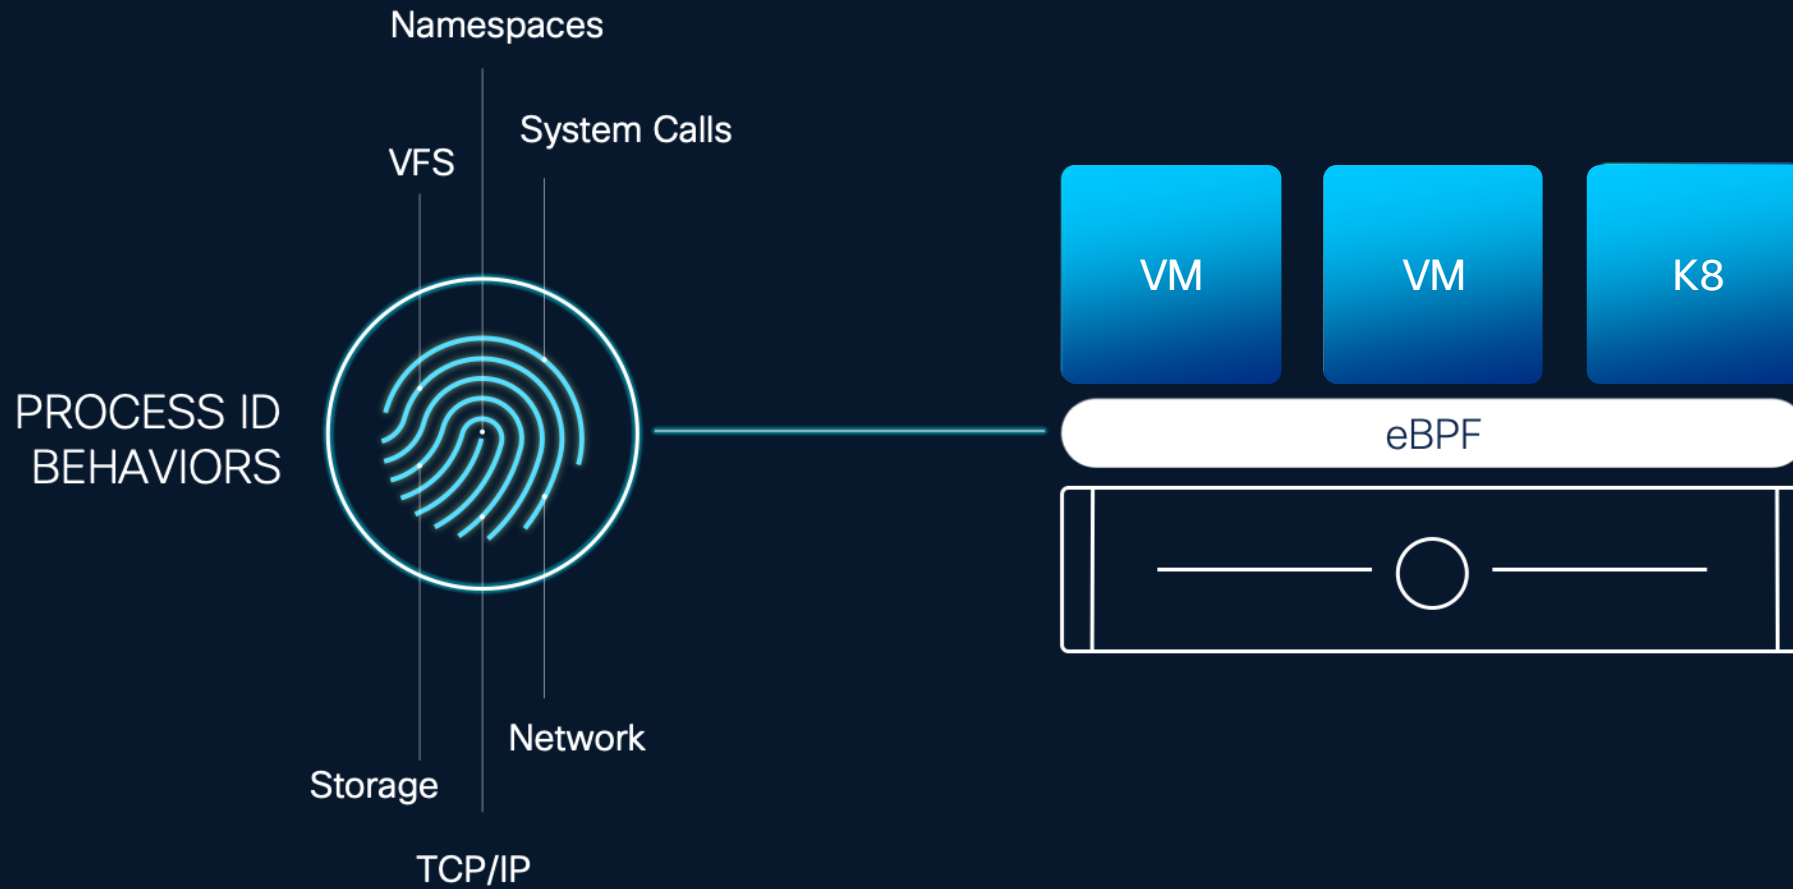 Namespaces
System Calls
VFS
VM
VM
K8
PROCESS ID
BEHAVIORS
eBPF
Network
Storage
TCP/IP